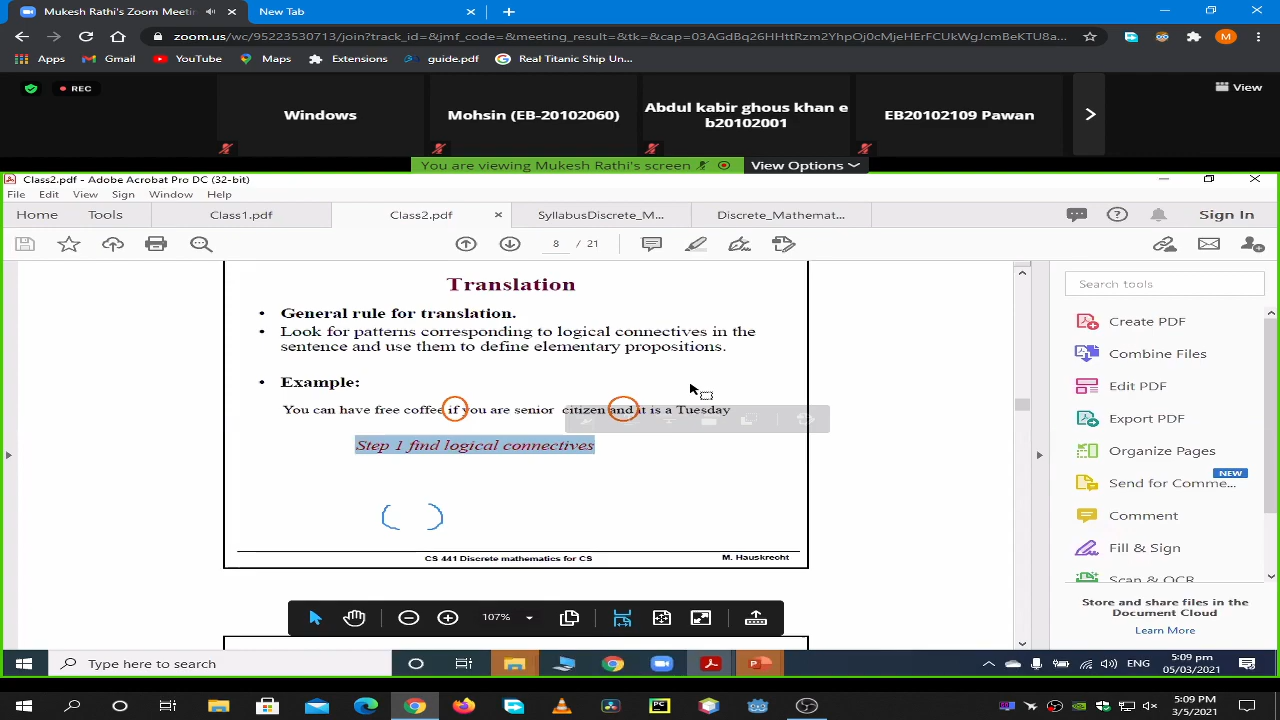 Mukesh Rathi's Zoom Meetin
New Tab
zoom.us/wc/95223530713/join?track_id=&jmf_code=&meeting_result=&tk=&cap=03AGdBq26HHttRzm2YhpOj0cMjeHErFCUkWgJcmBeKTU8a...
M
Apps
Gmail
YouTube
Maps
Extensions
guide.pdf
Real Titanic Ship Un...
REC
View
Windows
Mohsin (EB-20102060)
Abdul kabir ghous khan e
b20102001
EB20102109 Pawan
You are viewing Mukesh Rathi's screen
View Options
Class2.pdf - Adobe Acrobat Pro DC (32-bit)
File Edit View Sign Window Help
Home Tools Class1.pdf Class2.pdf SyllabusDiscrete_M... Discrete_Mathemat... Sign In
8 / 21
Translation
• General rule for translation.
• Look for patterns corresponding to logical connectives in the
sentence and use them to define elementary propositions.
• Example:
You can have free coffee if you are senior citizen and it is a Tuesday
Step 1 find logical connectives
( )
CS 441 Discrete mathematics for CS
M. Hauskrecht
107%
Search tools
Create PDF
Combine Files
Edit PDF
Export PDF
Organize Pages
NEW
Send for Comme...
Comment
Fill & Sign
Scan & OCR
Store and share files in the
Document Cloud
Learn More
Type here to search
ENG
5:09 pm
05/03/2021
PC
ENG
5:09 PM
3/5/2021